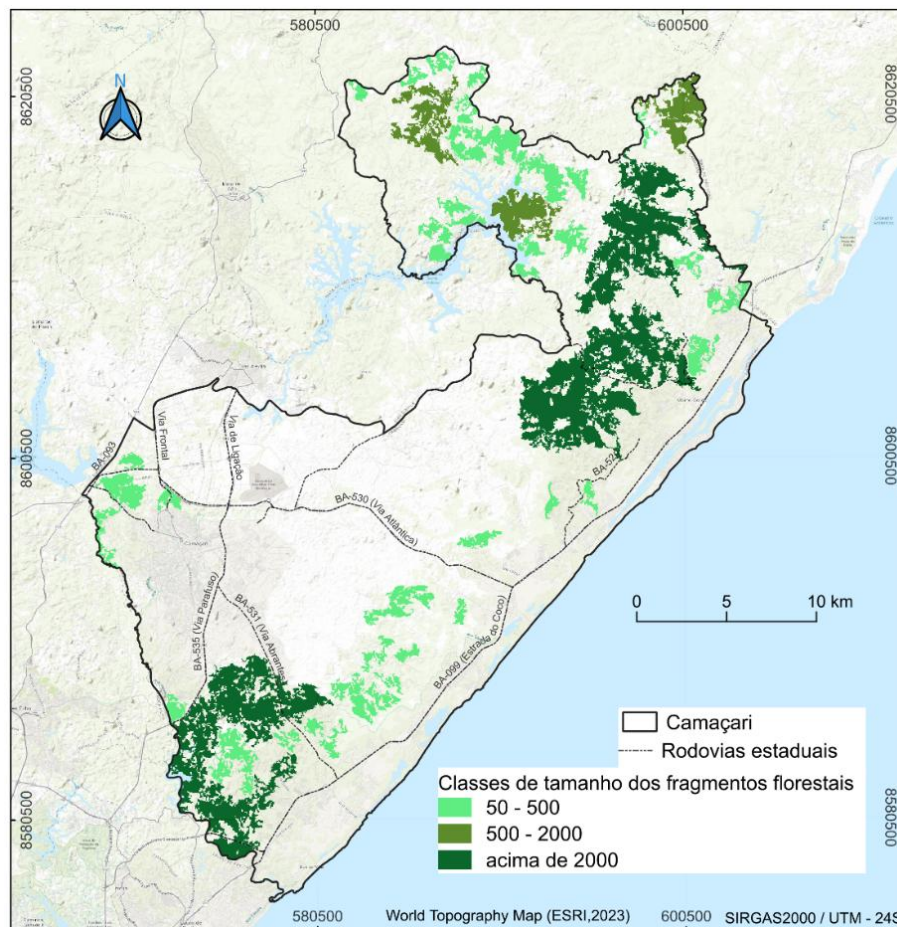 580500
600500
8620500
8620500
N
BA-093
Via Frontal
Via de Ligação
8600500
8600500
BA-530 (Via Atlântica)
Camaçari
BA-535 (Via Parafuso)
BA-531 (Via Abrantes
BA-099 (Estrada do Coco)
0 5 10 km
Camaçari
Rodovias estaduais
Classes de tamanho dos fragmentos florestais
50 - 500
500 - 2000
acima de 2000
8580500
8580500
580500
World Topography Map (ESRI,2023)
600500
SIRGAS2000 / UTM - 24S